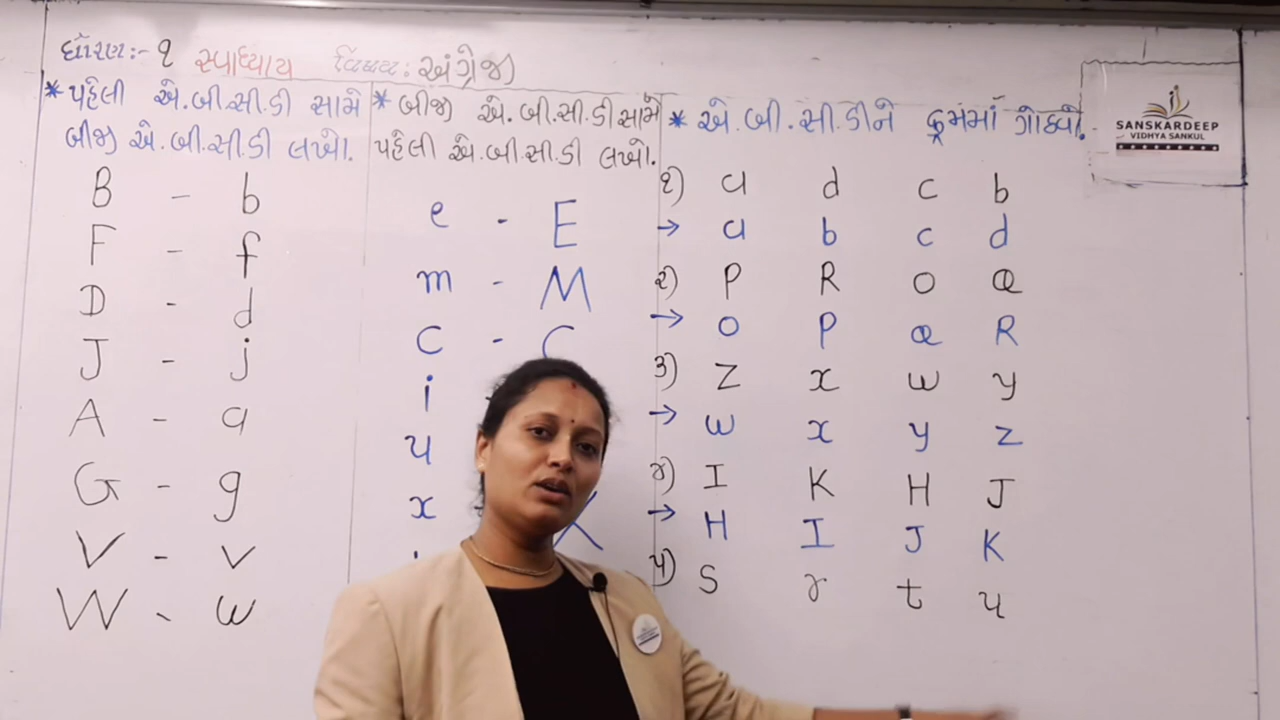 ધોરણ:- ૧ સ્વાધ્યાય વિષય: અંગ્રેજી
* પહેલી એ.બી.સી.ડી સામે
બીજી એ.બી.સી.ડી લખો.
B - b
F - f
D - d
J - j
A - a
G - g
V - v
W - w
* બીજી એ.બી.સી.ડી સામે
પહેલી એ.બી.સી.ડી લખો.
e - E
m - M
c - C
i
u
x - X
* એ.બી.સી.ડીને ક્રમમાં ગોઠવો.
૧) a d c b
→ a b c d
૨) P R O Q
→ O P Q R
૩) z x w y
→ w x y z
૪) I K H J
→ H I J K
૫) s r t u
SANSKARDEEP
VIDHYA SANKUL